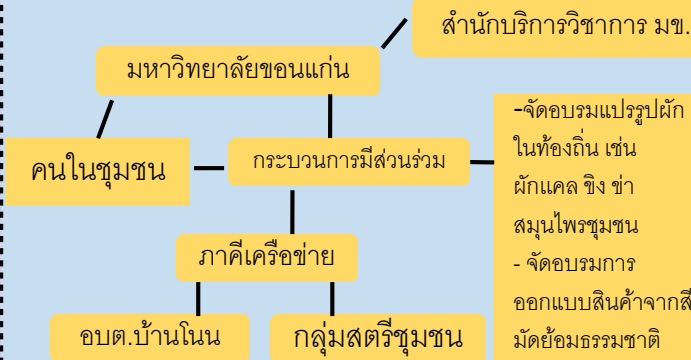 สำนักบริการวิชาการ มข.
มหาวิทยาลัยขอนแก่น
คนในชุมชน
กระบวนการมีส่วนร่วม
-จัดอบรมแปรรูปผัก
ในท้องถิ่น เช่น
ผักแคล ขิง ข่า
สมุนไพรชุมชน
- จัดอบรมการ
ออกแบบสินค้าจากสี
มัดย้อมธรรมชาติ
ภาคีเครือข่าย
อบต.บ้านโนน
กลุ่มสตรีชุมชน